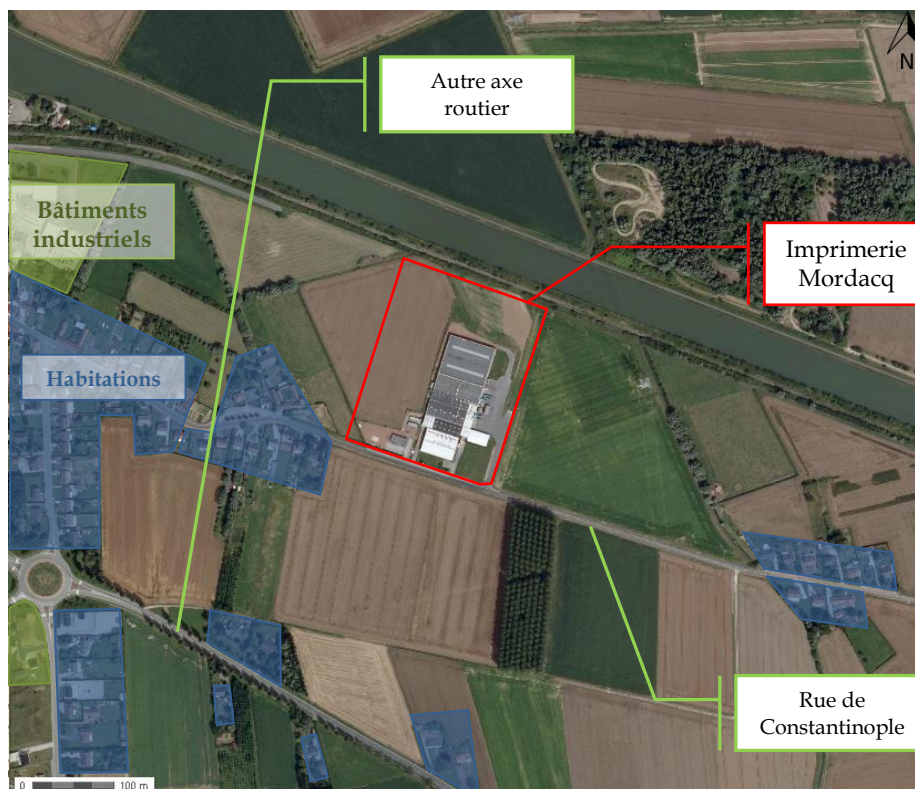 N
Autre axe
routier
Bâtiments
industriels
Imprimerie
Mordacq
Habitations
Rue de
Constantinople
0 100 m